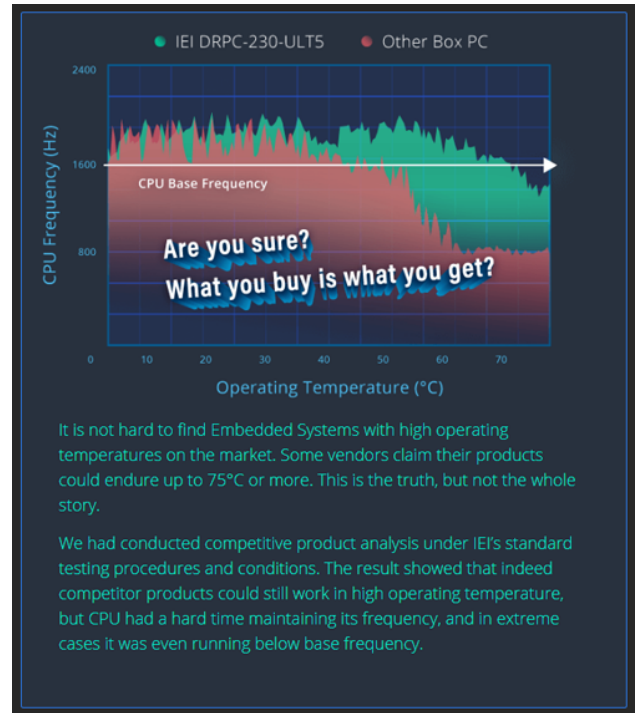 IEI DRPC-230-ULT5 Other Box PC
2400
1600
800
CPU Frequency (Hz)
CPU Base Frequency
Are you sure?
What you buy is what you get?
0 10 20 30 40 50 60 70
Operating Temperature (°C)
It is not hard to find Embedded Systems with high operating
temperatures on the market. Some vendors claim their products
could endure up to 75°C or more. This is the truth, but not the whole
story.
We had conducted competitive product analysis under IEI's standard
testing procedures and conditions. The result showed that indeed
competitor products could still work in high operating temperature,
but CPU had a hard time maintaining its frequency, and in extreme
cases it was even running below base frequency.